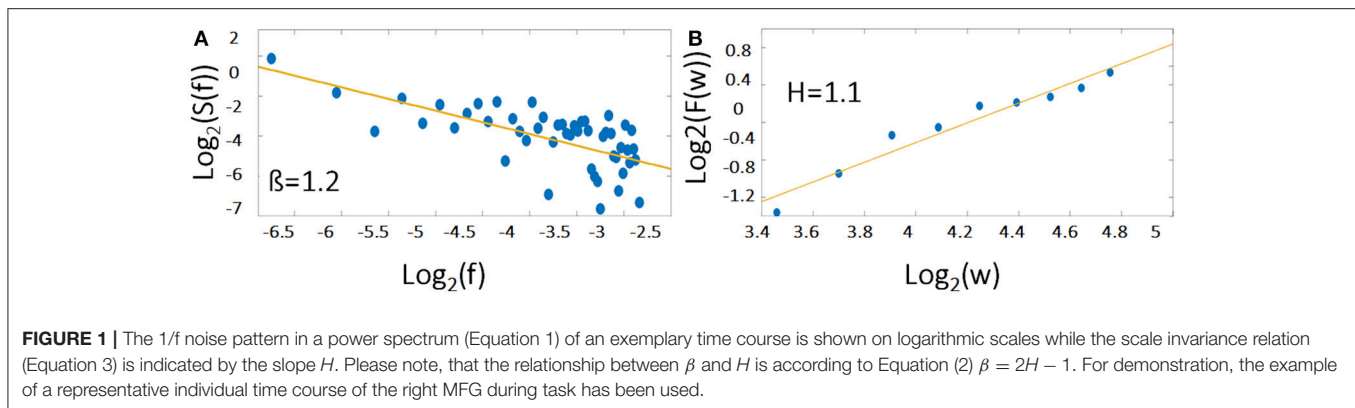 A
2
0
-2
-4
-6
-7
Log₂(S(f))
ß=1.2
-6.5 -6 -5.5 -5 -4.5 -4 -3.5 -3 -2.5
Log₂(f)
B
0.8
0.4
0
-0.4
-0.8
-1.2
Log2(F(w))
H=1.1
3.4 3.6 3.8 4 4.2 4.4 4.6 4.8 5
Log₂(w)
FIGURE 1 | The 1/f noise pattern in a power spectrum (Equation 1) of an exemplary time course is shown on logarithmic scales while the scale invariance relation
(Equation 3) is indicated by the slope H. Please note, that the relationship between β and H is according to Equation (2) β = 2H − 1. For demonstration, the example
of a representative individual time course of the right MFG during task has been used.